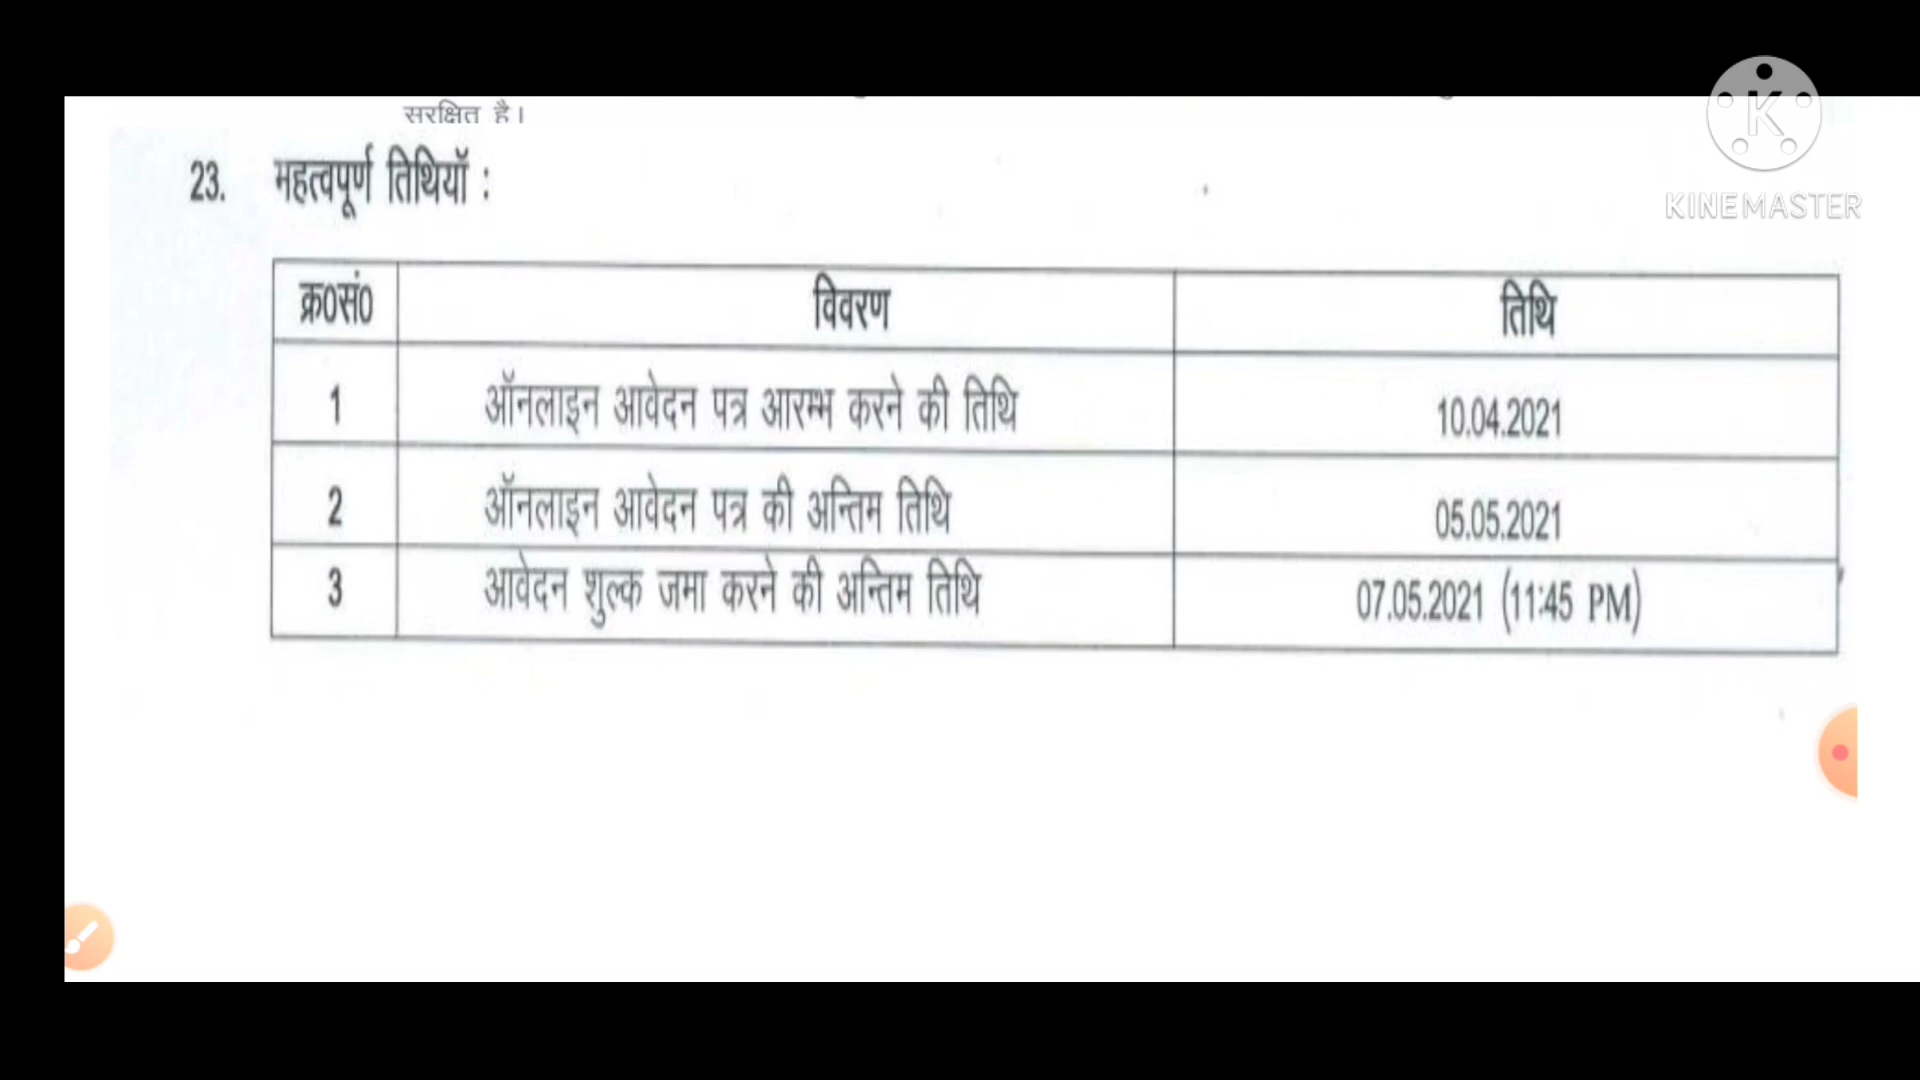 सुरक्षित है।
23. महत्वपूर्ण तिथियॉ :
क्र0सं0 विवरण तिथि
1 ऑनलाइन आवेदन पत्र आरम्भ करने की तिथि 10.04.2021
2 ऑनलाइन आवेदन पत्र की अन्तिम तिथि 05.05.2021
3 आवेदन शुल्क जमा करने की अन्तिम तिथि 07.05.2021 (11:45 PM)
K
KINEMASTER